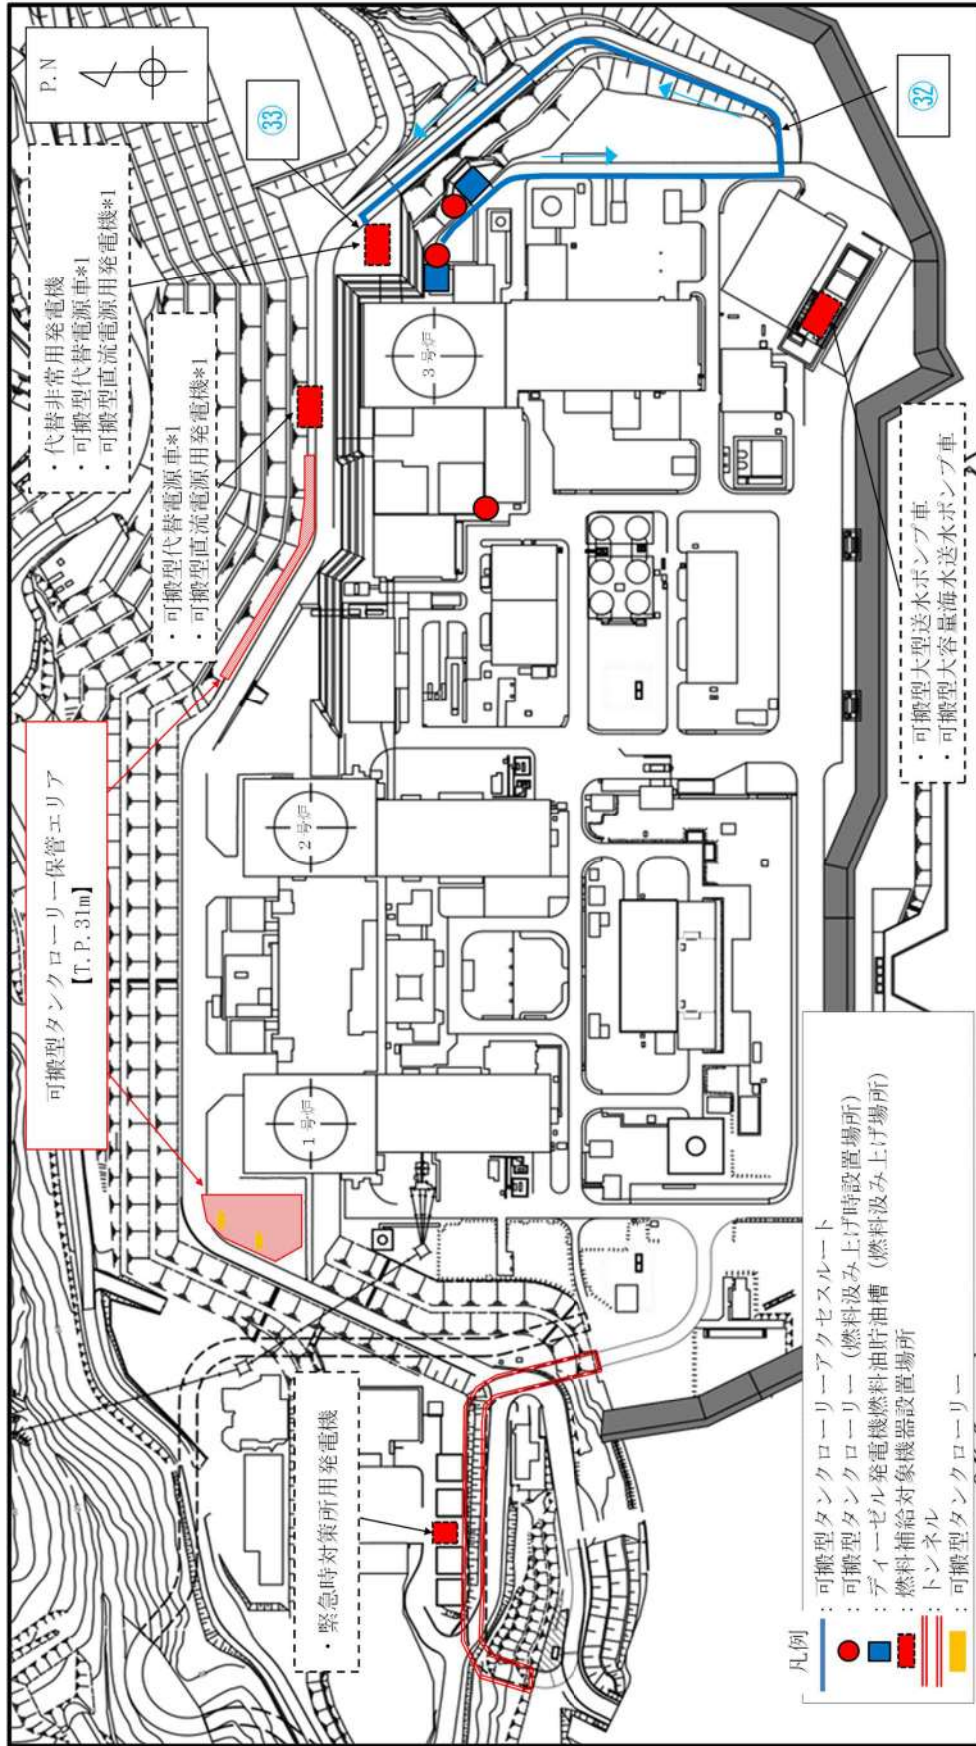 P.N
㉝
㉜
・代替非常用発電機
・可搬型代替電源車*1
・可搬型直流電源用発電機*1
・可搬型代替電源車*1
・可搬型直流電源用発電機*1
可搬型タンクローリー保管エリア
【T.P.31m】
・緊急時対策所用発電機
1号炉
2号炉
3号炉
・可搬型大型送水ポンプ車
・可搬型大容量海水送水ポンプ車
凡例
：可搬型タンクローリーアクセスルート
：可搬型タンクローリー（燃料汲み上げ時設置場所）
：ディーゼル発電機燃料油貯油槽（燃料汲み上げ場所）
：燃料補給対象機器設置場所
：トンネル
：可搬型タンクローリー